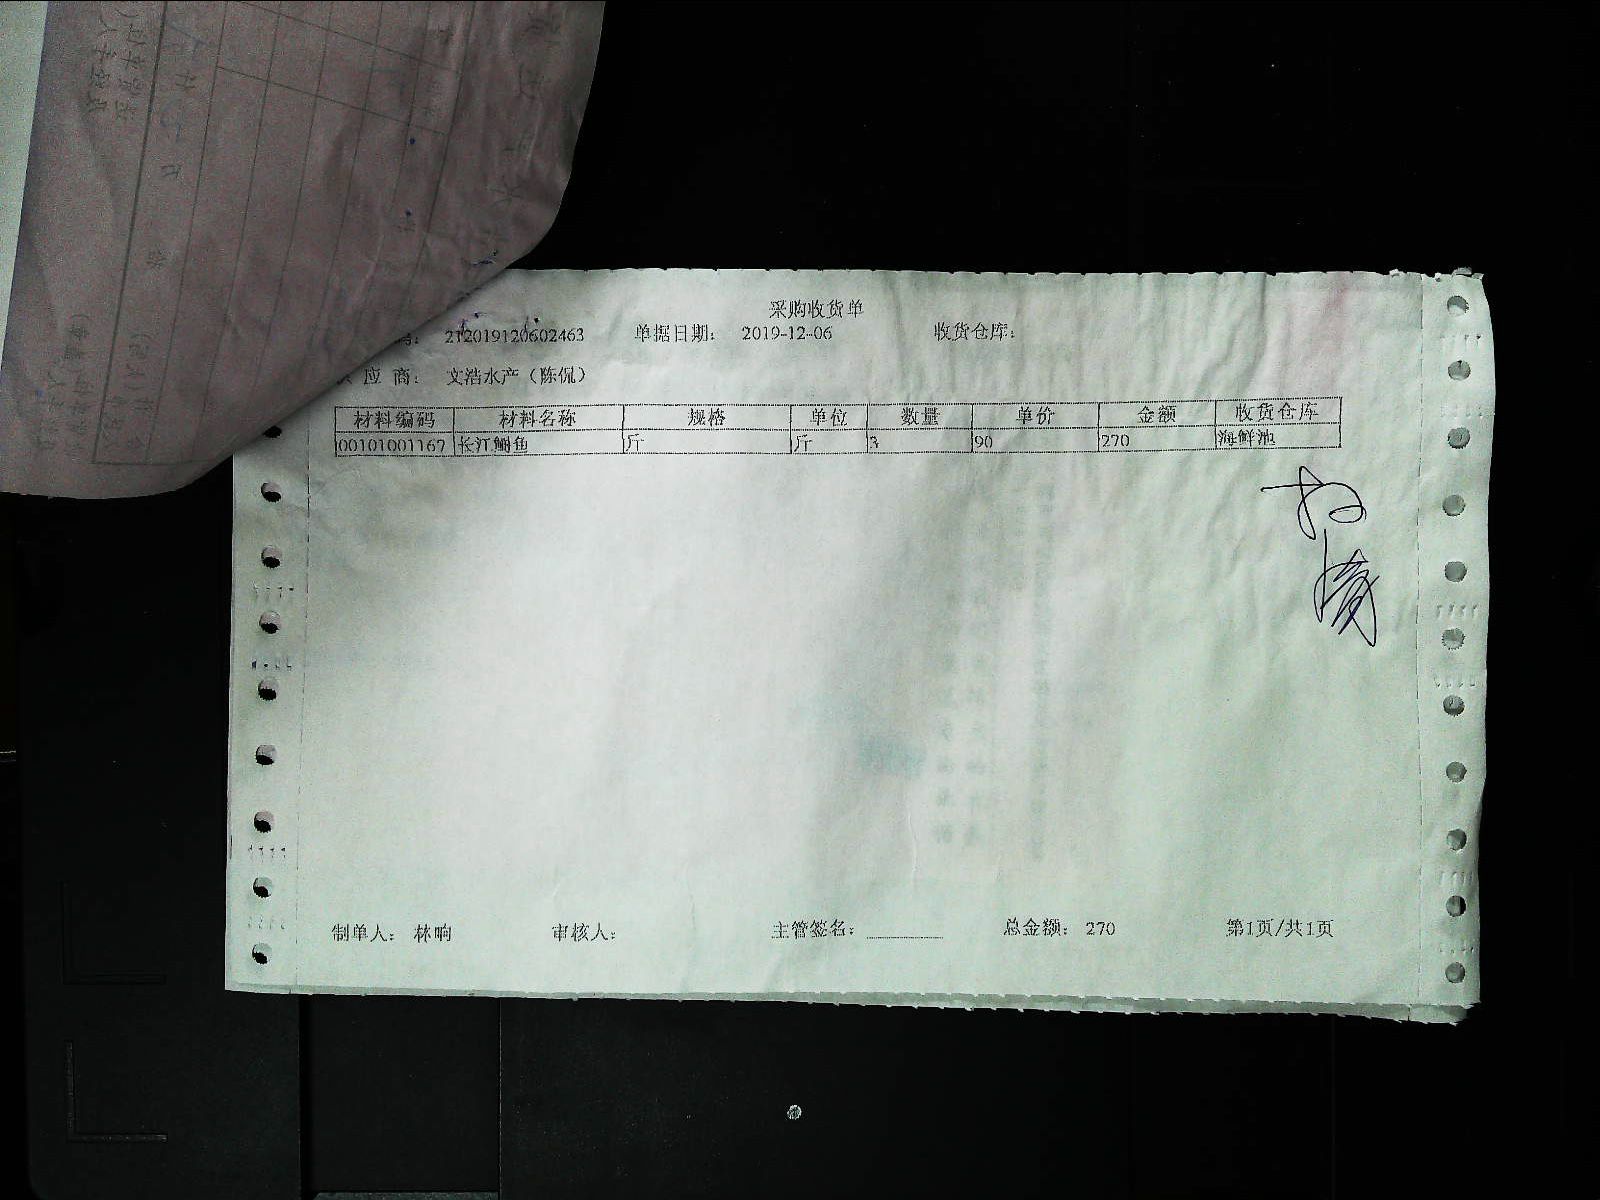 采购收货单
212019120602463 单据日期: 2019-12-06 收货仓库:
应 商: 文浩水产(陈侃)
材料编码 材料名称 规格 单位 数量 单价 金额 收货仓库
00101001167 长江鮰鱼 斤 斤 3 90 270 海鲜池
制单人: 林响 审核人: 主管签名: 总金额: 270 第1页/共1页